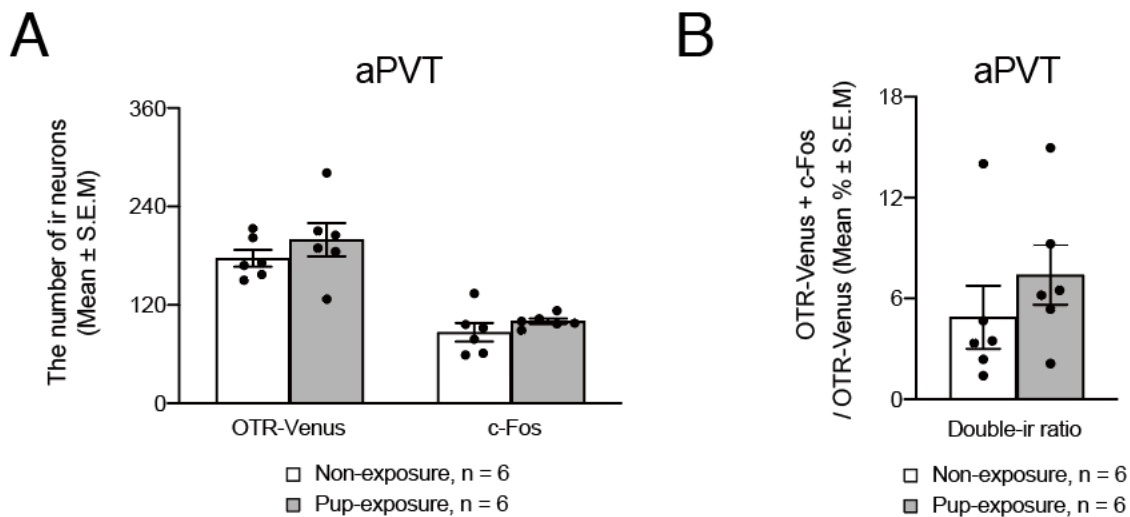 A
aPVT
The number of ir neurons
(Mean ± S.E.M)
360
240
120
0
OTR-Venus
c-Fos
Non-exposure, n = 6
Pup-exposure, n = 6
B
aPVT
OTR-Venus + c-Fos
/ OTR-Venus (Mean % ± S.E.M)
18
12
6
0
Double-ir ratio
Non-exposure, n = 6
Pup-exposure, n = 6